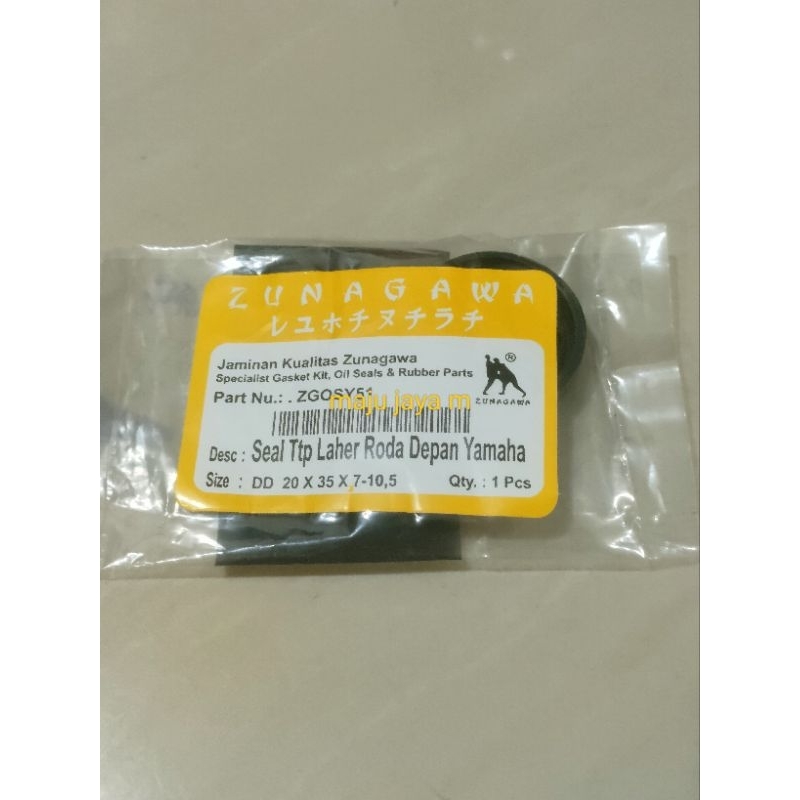 ZUNAGAWA
レユホチヌチラチ
Jaminan Kualitas Zunagawa
Specialist Gasket Kit, Oil Seals & Rubber Parts
®
ZUNAGAWA
Part Nu.: . ZGOSY51
maju jaya m
Desc : Seal Ttp Laher Roda Depan Yamaha
Size : DD 20 X 35 X 7-10,5 Qty. : 1 Pcs